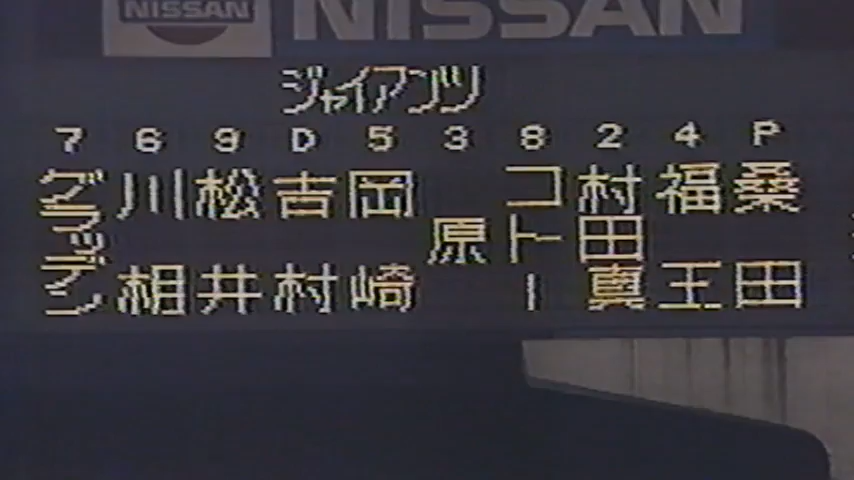 NISSAN NISSAN
ジャイアンツ
7 6 9 D 5 3 8 2 4 P
グラッデン
川相
松井
吉村
岡崎
原
コトー
村田真
福王
桑田